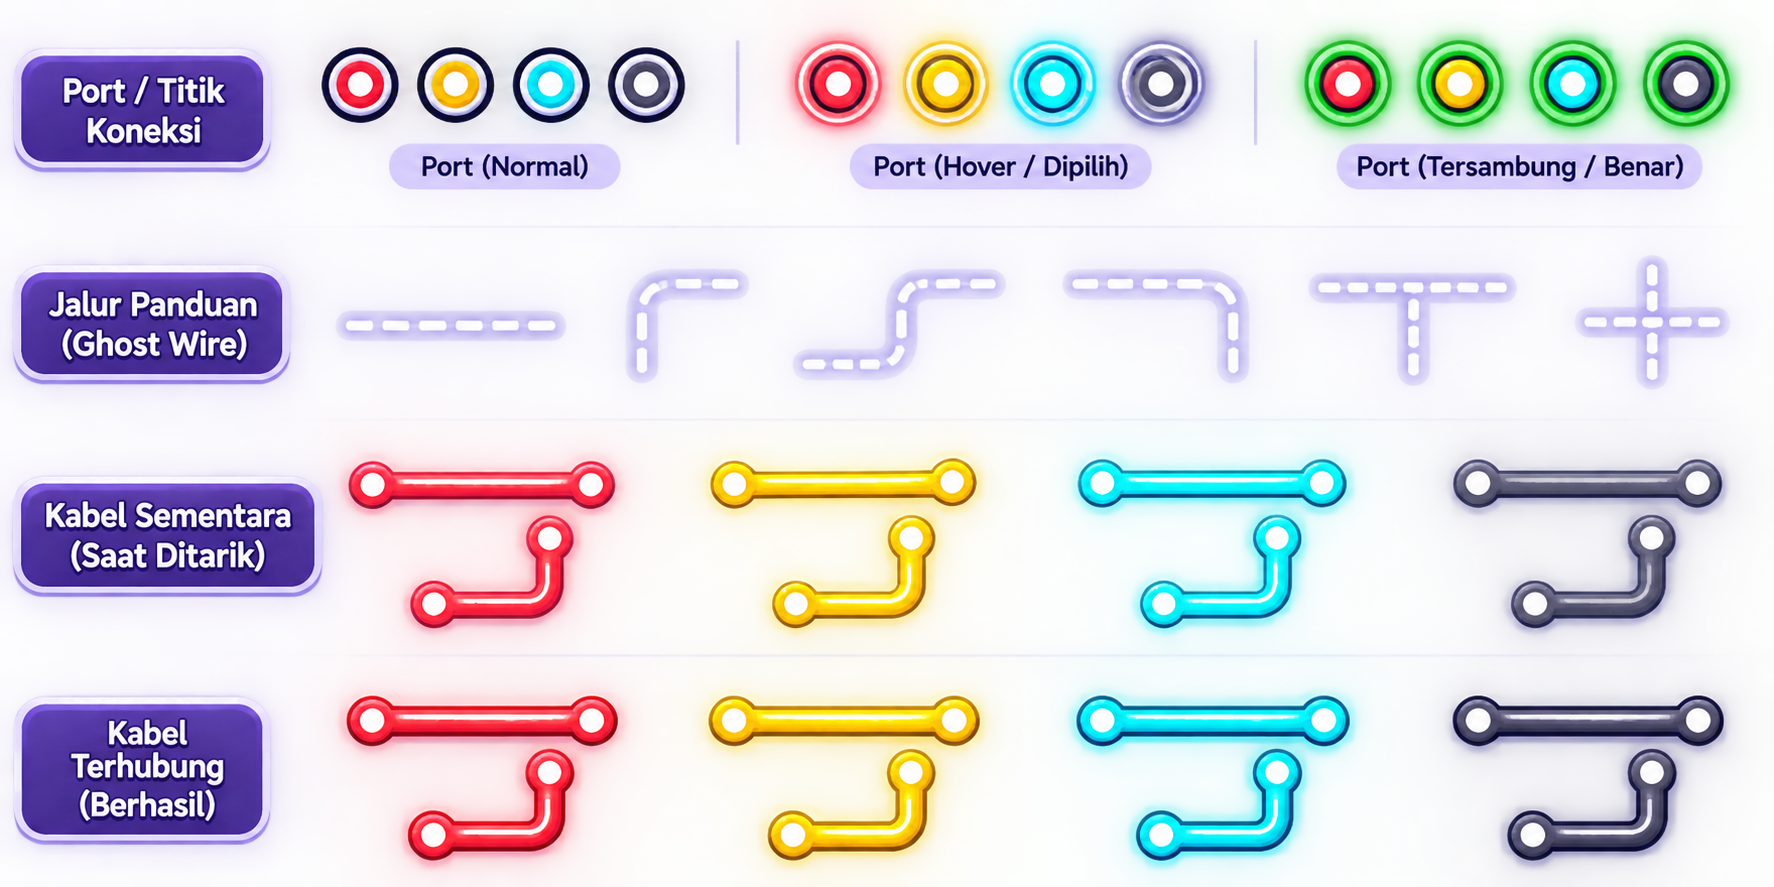 Port / Titik
Koneksi
Port (Normal)
Port (Hover / Dipilih)
Port (Tersambung / Benar)
Jalur Panduan
(Ghost Wire)
Kabel Sementara
(Saat Ditarik)
Kabel
Terhubung
(Berhasil)